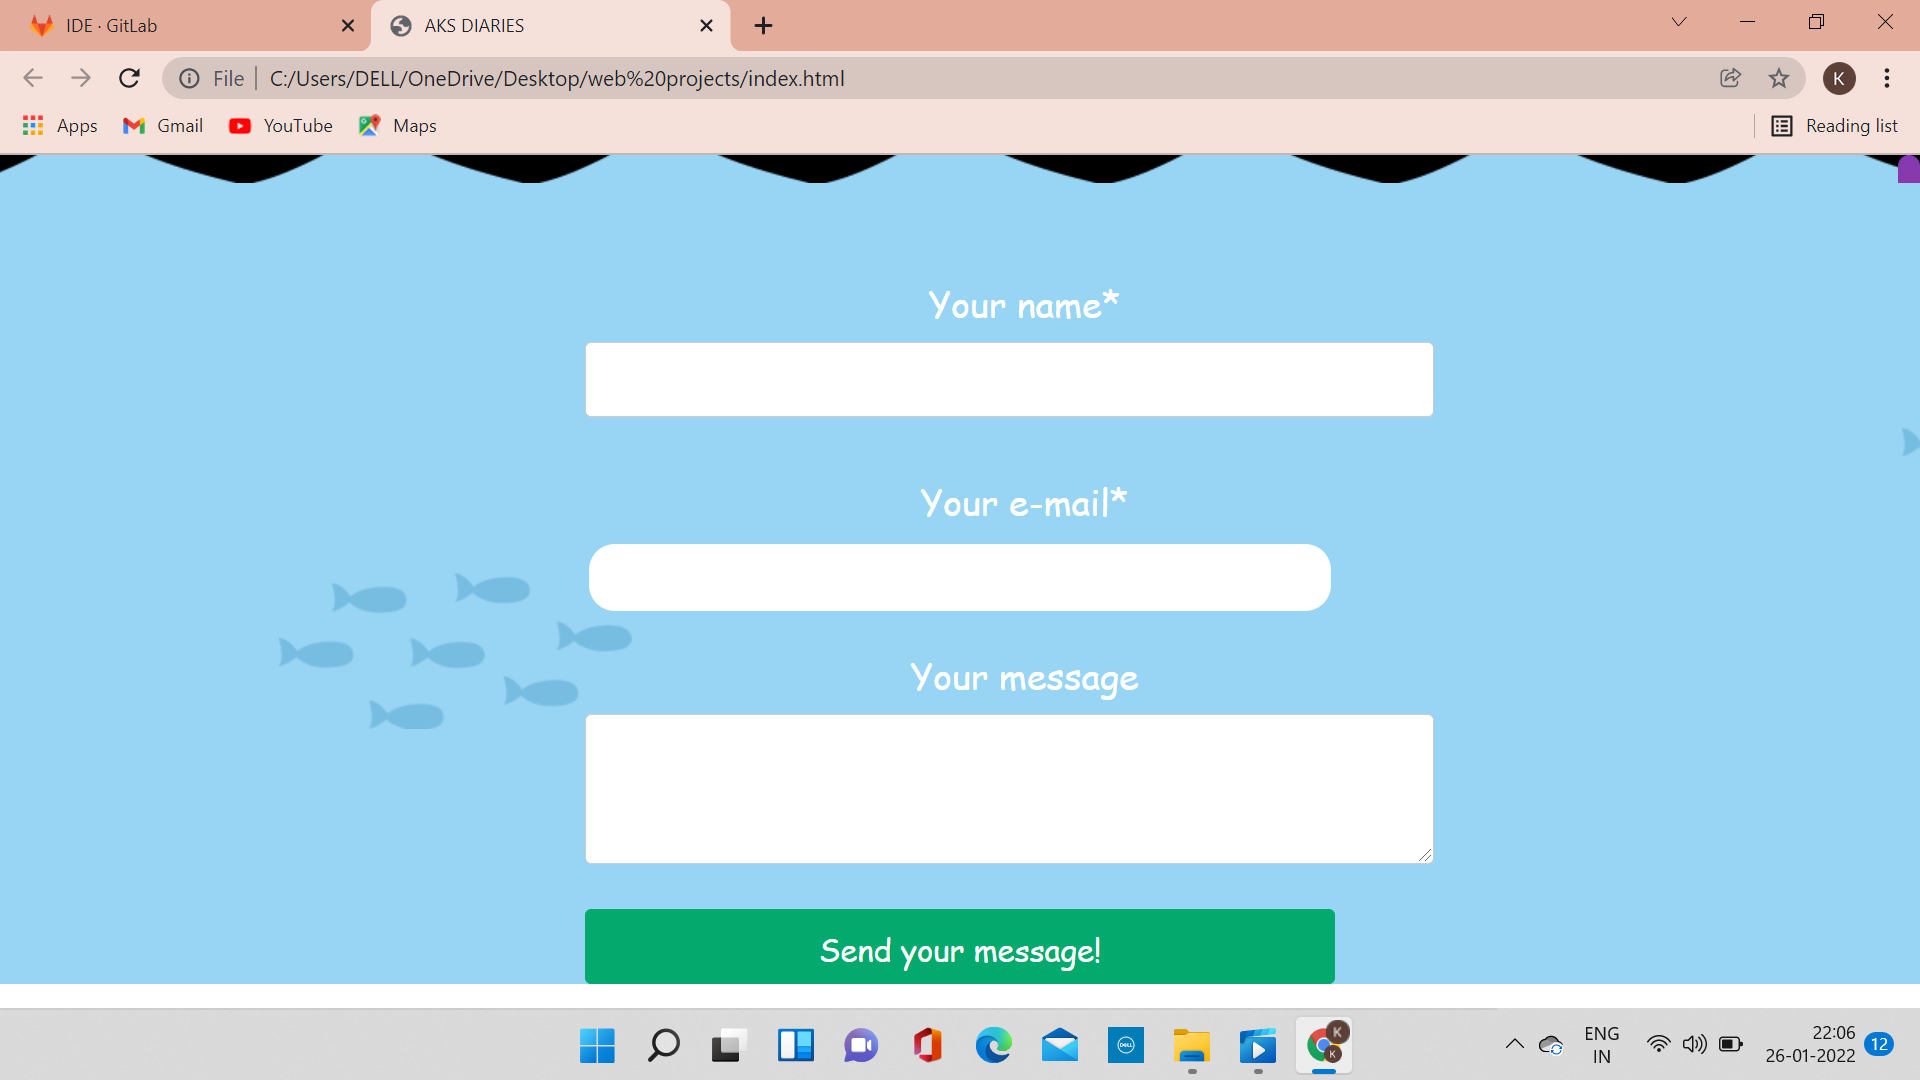 IDE · GitLab
AKS DIARIES
File
C:/Users/DELL/OneDrive/Desktop/web%20projects/index.html
K
Apps
Gmail
YouTube
Maps
Reading list
Your name*
Your e-mail*
Your message
Send your message!
DELL
K
K
ENG
IN
22:06
26-01-2022
12